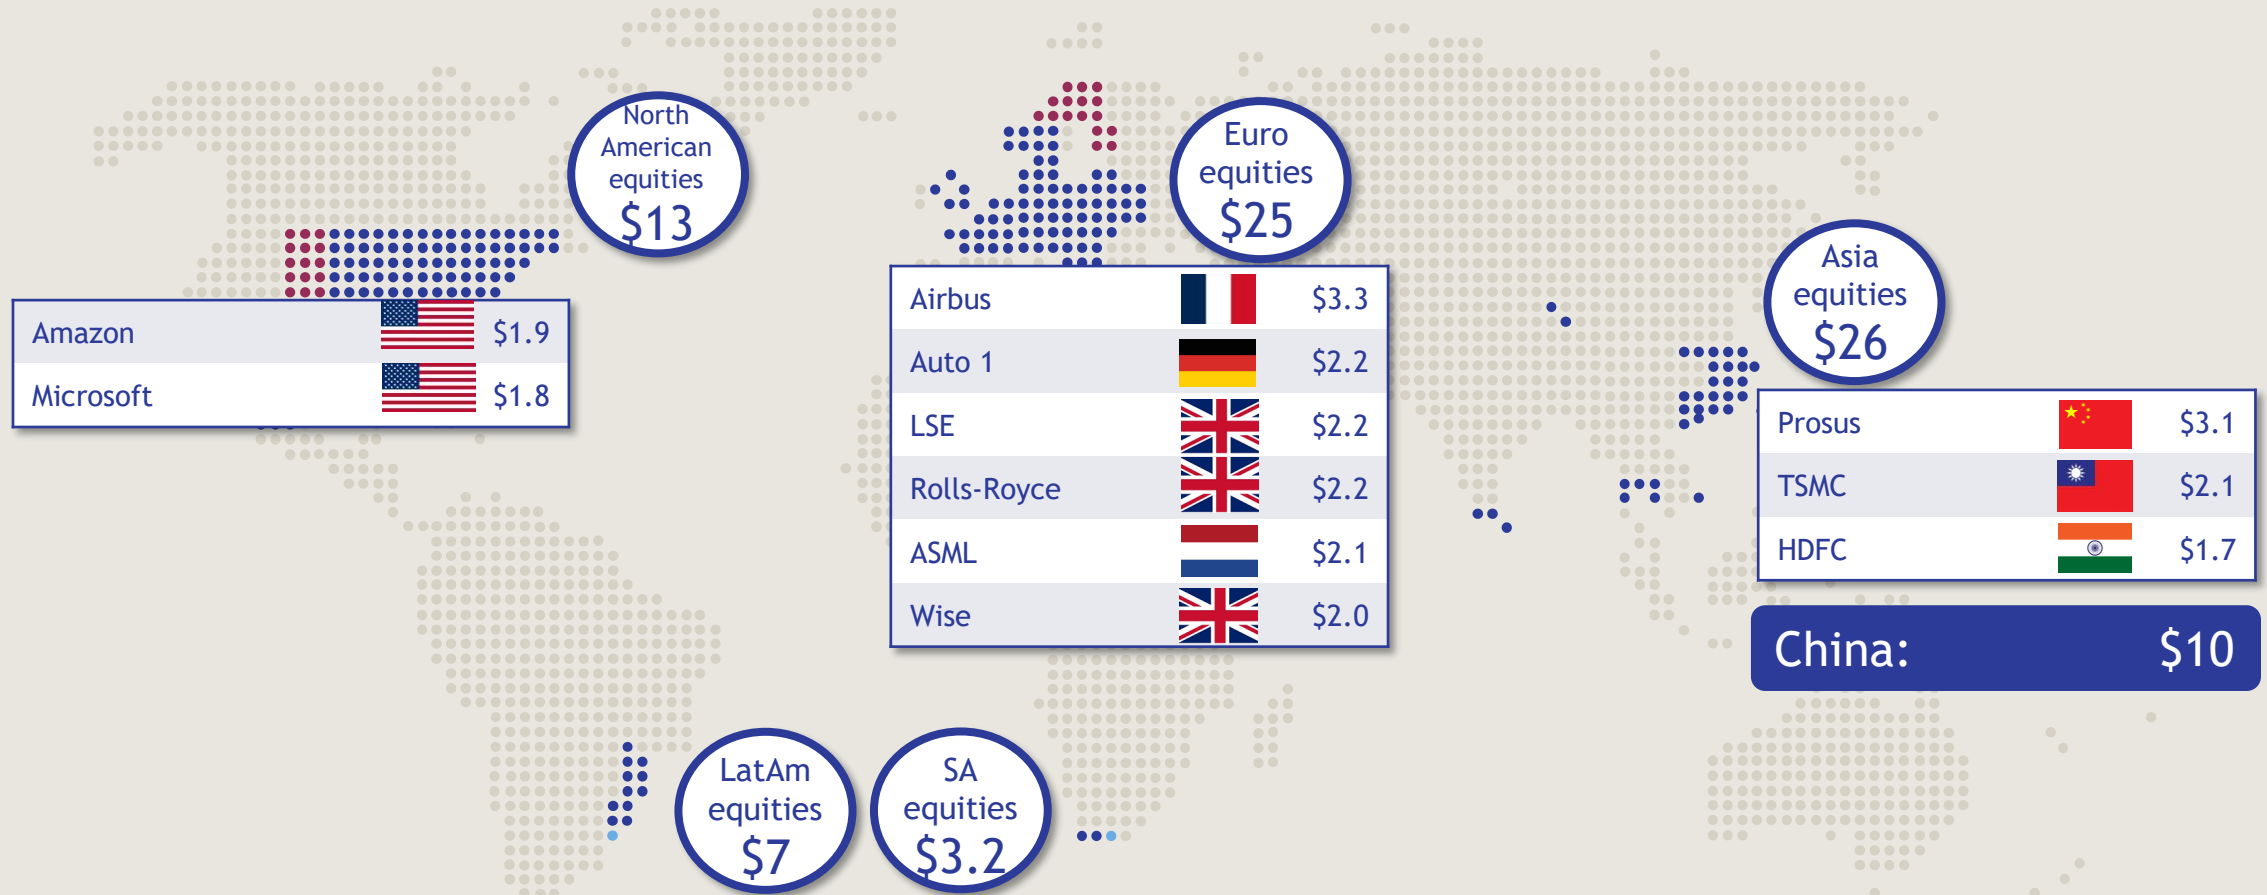 North
American
equities
$13
Amazon $1.9
Microsoft $1.8
Euro
equities
$25
Airbus $3.3
Auto 1 $2.2
LSE $2.2
Rolls-Royce $2.2
ASML $2.1
Wise $2.0
Asia
equities
$26
Prosus $3.1
TSMC $2.1
HDFC $1.7
China: $10
LatAm
equities
$7
SA
equities
$3.2